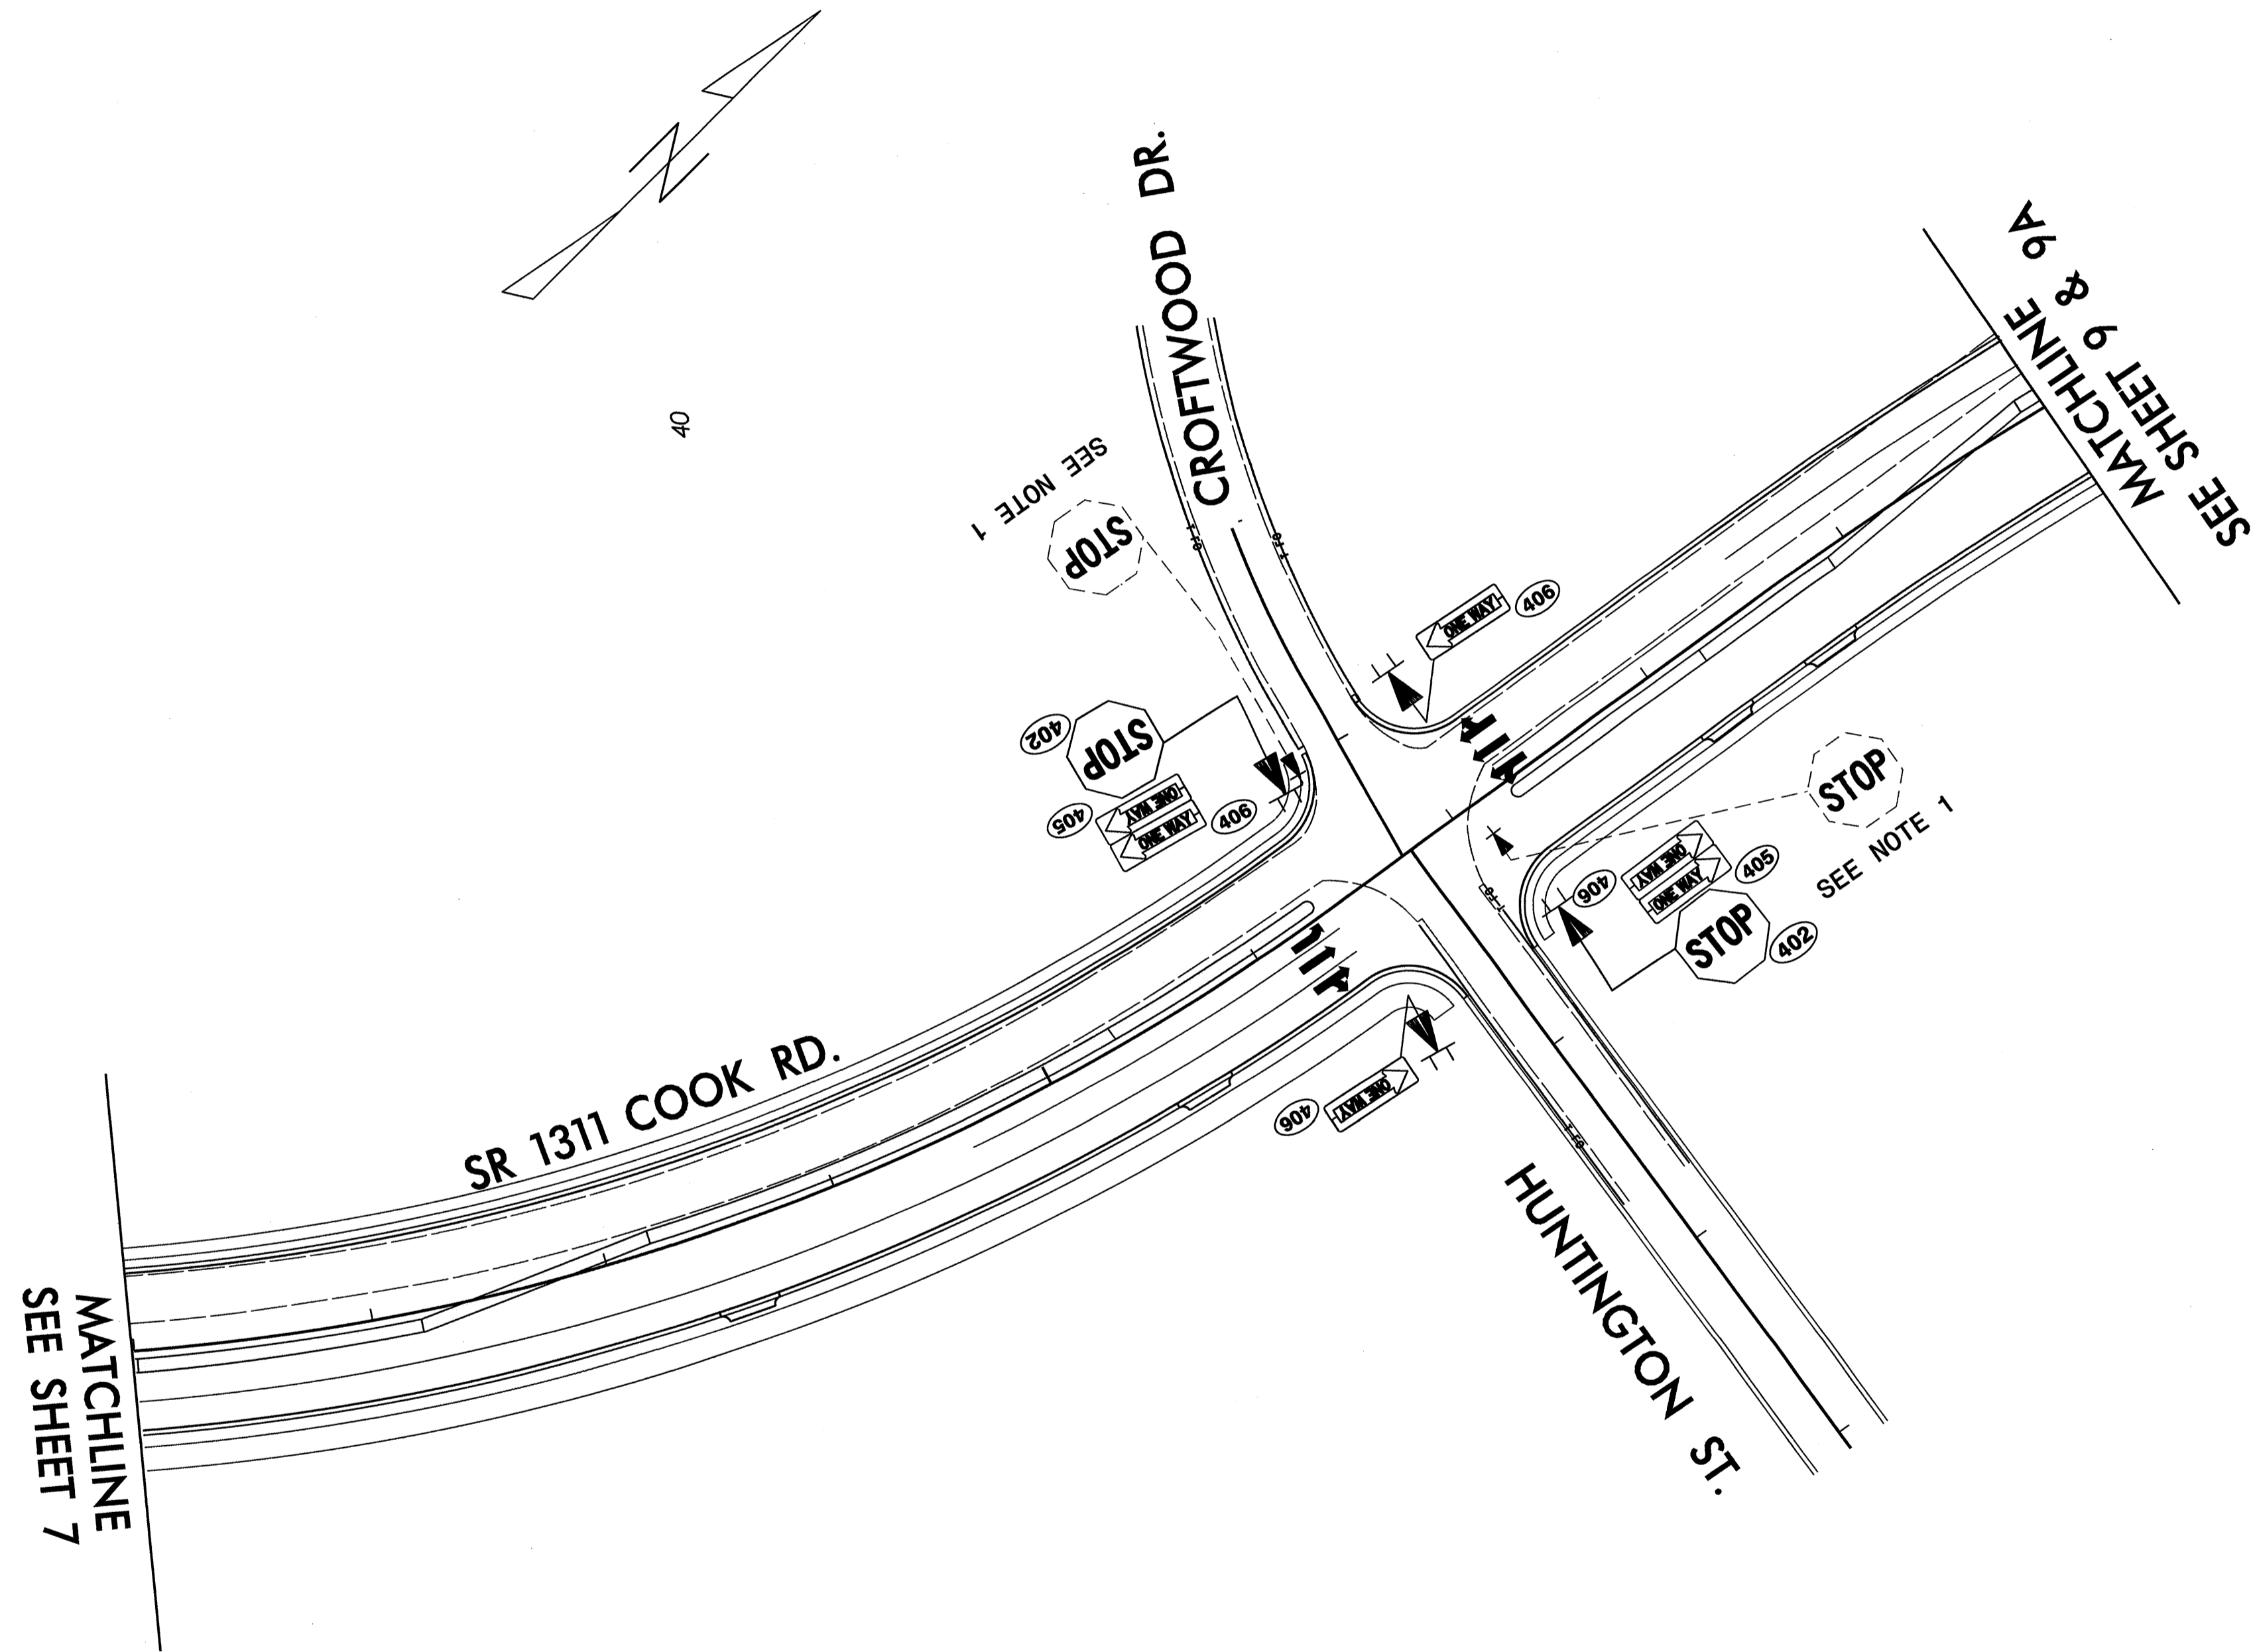 N
CROFTWOOD DR.
40
SEE NOTE 1
STOP
MATCHLINE
SEE SHEET 9 & 9A
ONE WAY
406
402
STOP
405
ONE WAY
ONE WAY
406
STOP
SEE NOTE 1
406
ONE WAY
ONE WAY
405
STOP
402
SR 1311 COOK RD.
406
ONE WAY
HUNTINGTON ST.
MATCHLINE
SEE SHEET 7